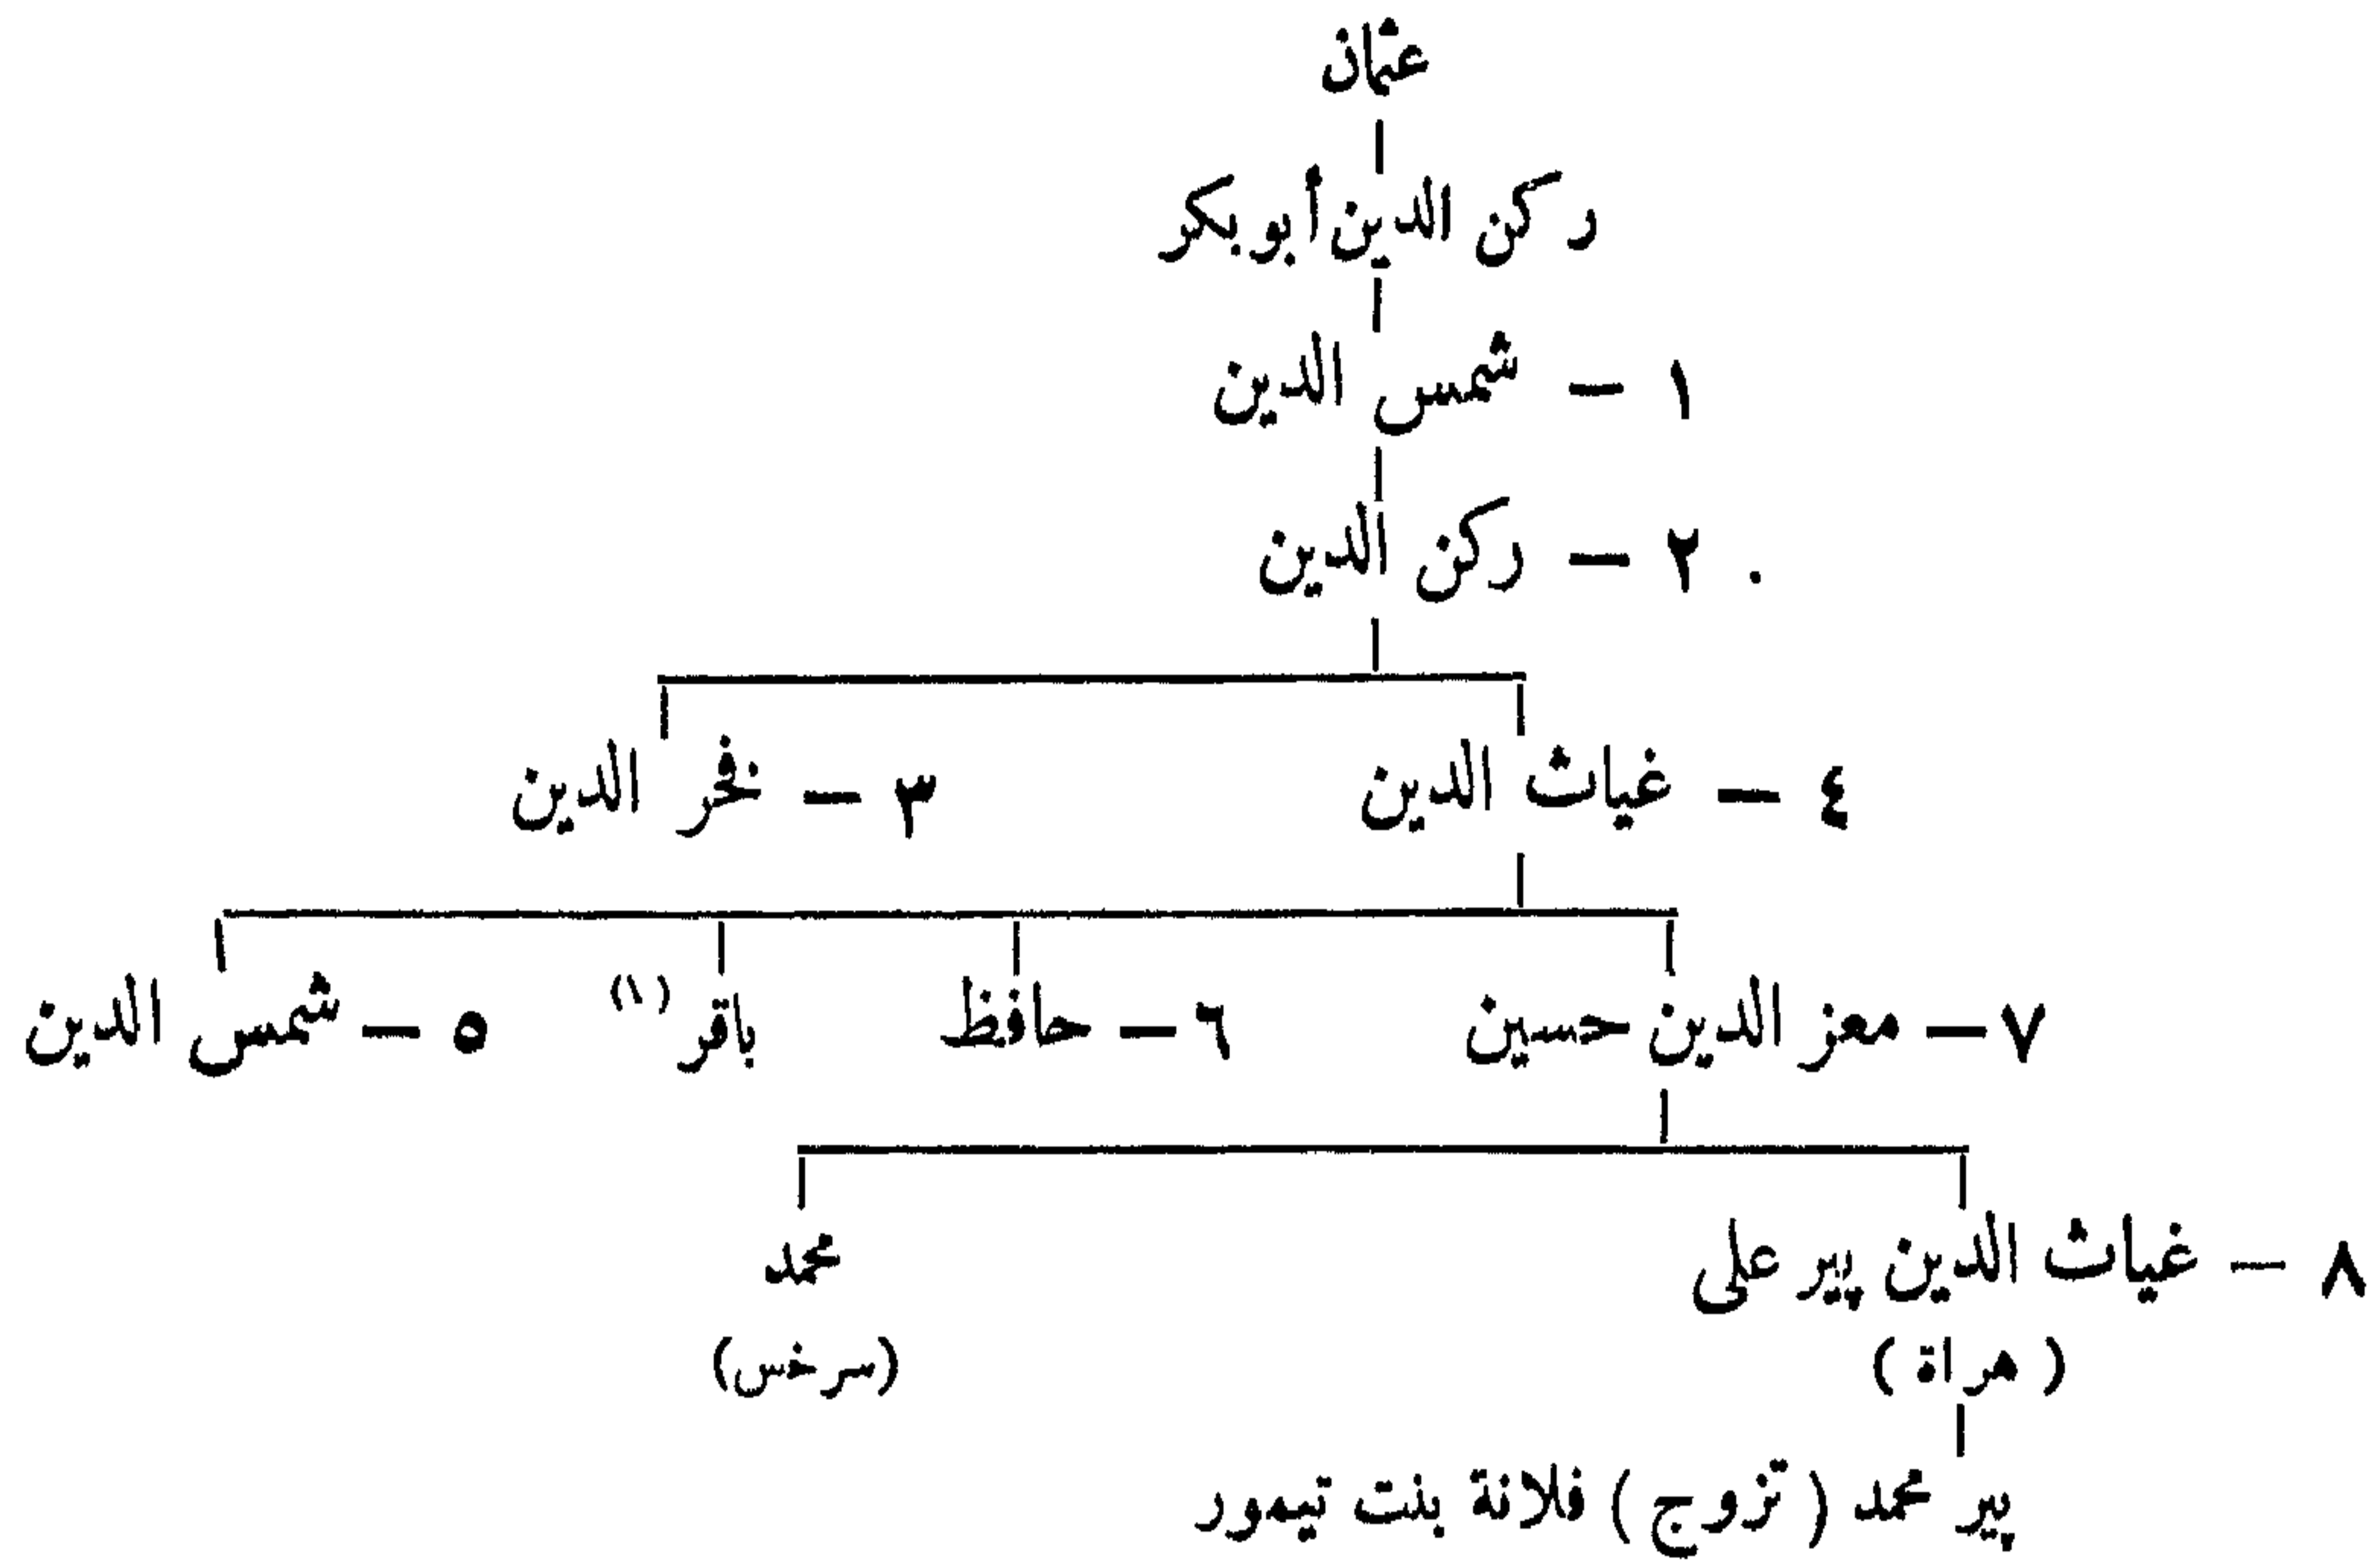 عثمان
ركن الدين أبو بكر
١ – شمس الدين
٢ – ركن الدين
٤ – غياث الدين ٣ – فخر الدين
٧ – معز الدين حسين ٦ – حافظ باقر (١) ٥ – شمس الدين
٨ – غياث الدين پير على محمد
(هراة) (سرخس)
پير محمد (تزوج) فلانة بنت تيمور